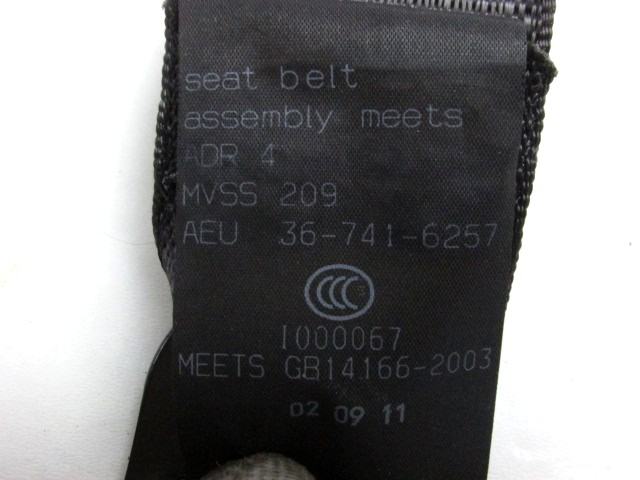 seat belt
assembly meets
ADR 4
MVSS 209
AEU 36-741-6257
CCC
I000067
MEETS GB14166-2003
02 09 11